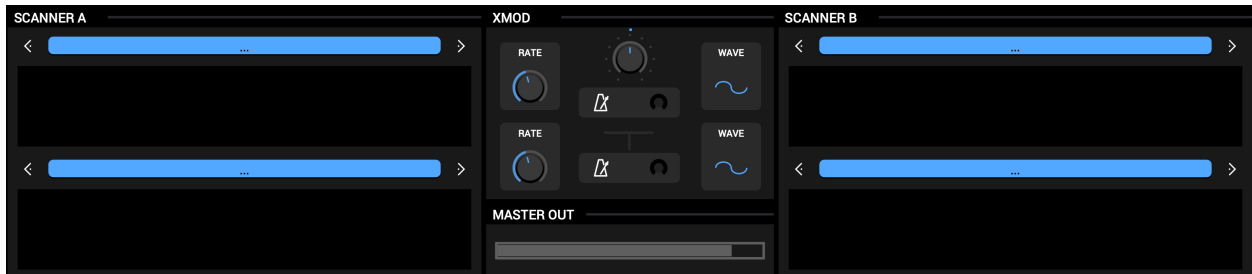 SCANNER A
...
...
XMOD
RATE
WAVE
RATE
WAVE
MASTER OUT
SCANNER B
...
...